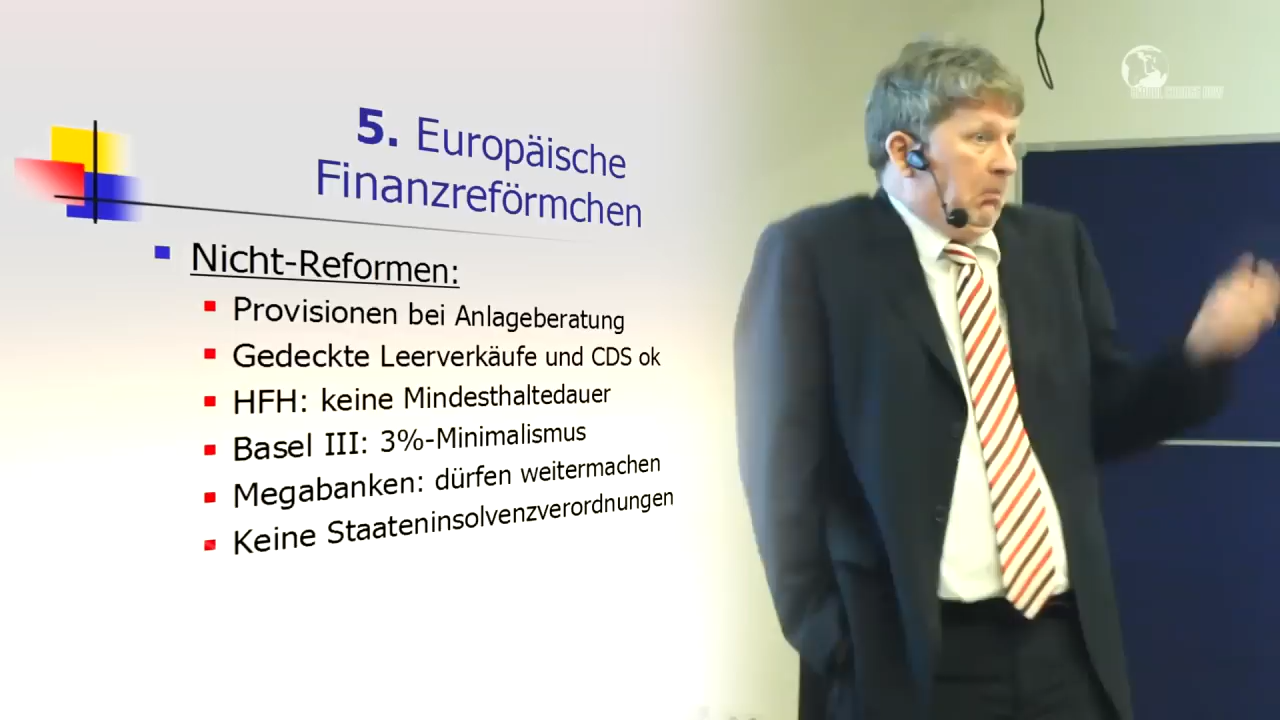 5. Europäische
Finanzreförmchen
Nicht-Reformen:
Provisionen bei Anlageberatung
Gedeckte Leerverkäufe und CDS ok
HFH: keine Mindesthaltedauer
Basel III: 3%-Minimalismus
Megabanken: dürfen weitermachen
Keine Staateninsolvenzverordnungen